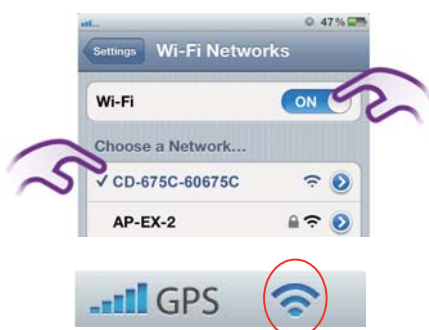 47%
Settings Wi-Fi Networks
Wi-Fi ON
Choose a Network...
✓ CD-675C-60675C
AP-EX-2
GPS